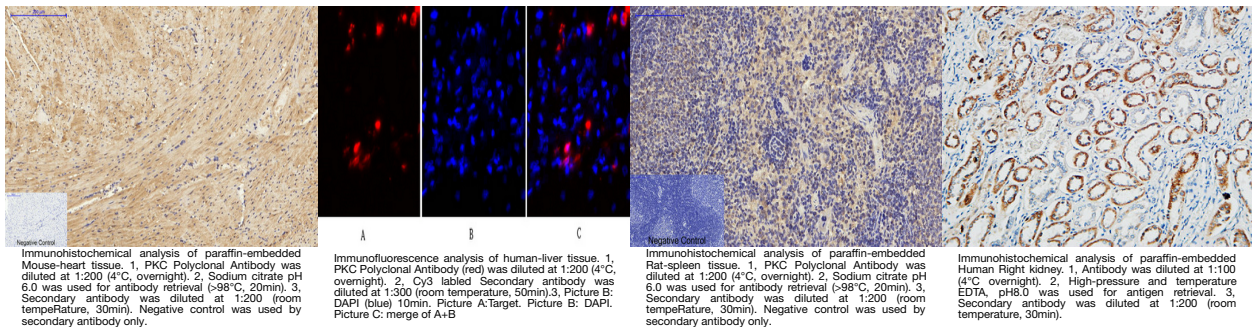 Negative Control
Immunohistochemical analysis of paraffin-embedded
Mouse-heart tissue. 1, PKC Polyclonal Antibody was
diluted at 1:200 (4°C, overnight). 2, Sodium citrate pH
6.0 was used for antibody retrieval (>98°C, 20min). 3,
Secondary antibody was diluted at 1:200 (room
tempeRature, 30min). Negative control was used by
secondary antibody only.
A B C
Immunofluorescence analysis of human-liver tissue. 1,
PKC Polyclonal Antibody (red) was diluted at 1:200 (4°C,
overnight). 2, Cy3 labled Secondary antibody was
diluted at 1:300 (room temperature, 50min).3, Picture B:
DAPI (blue) 10min. Picture A:Target. Picture B: DAPI.
Picture C: merge of A+B
Negative Control
Immunohistochemical analysis of paraffin-embedded
Rat-spleen tissue. 1, PKC Polyclonal Antibody was
diluted at 1:200 (4°C, overnight). 2, Sodium citrate pH
6.0 was used for antibody retrieval (>98°C, 20min). 3,
Secondary antibody was diluted at 1:200 (room
tempeRature, 30min). Negative control was used by
secondary antibody only.
Immunohistochemical analysis of paraffin-embedded
Human Right kidney. 1, Antibody was diluted at 1:100
(4°C overnight). 2, High-pressure and temperature
EDTA, pH8.0 was used for antigen retrieval. 3,
Secondary antibody was diluted at 1:200 (room
temperature, 30min).